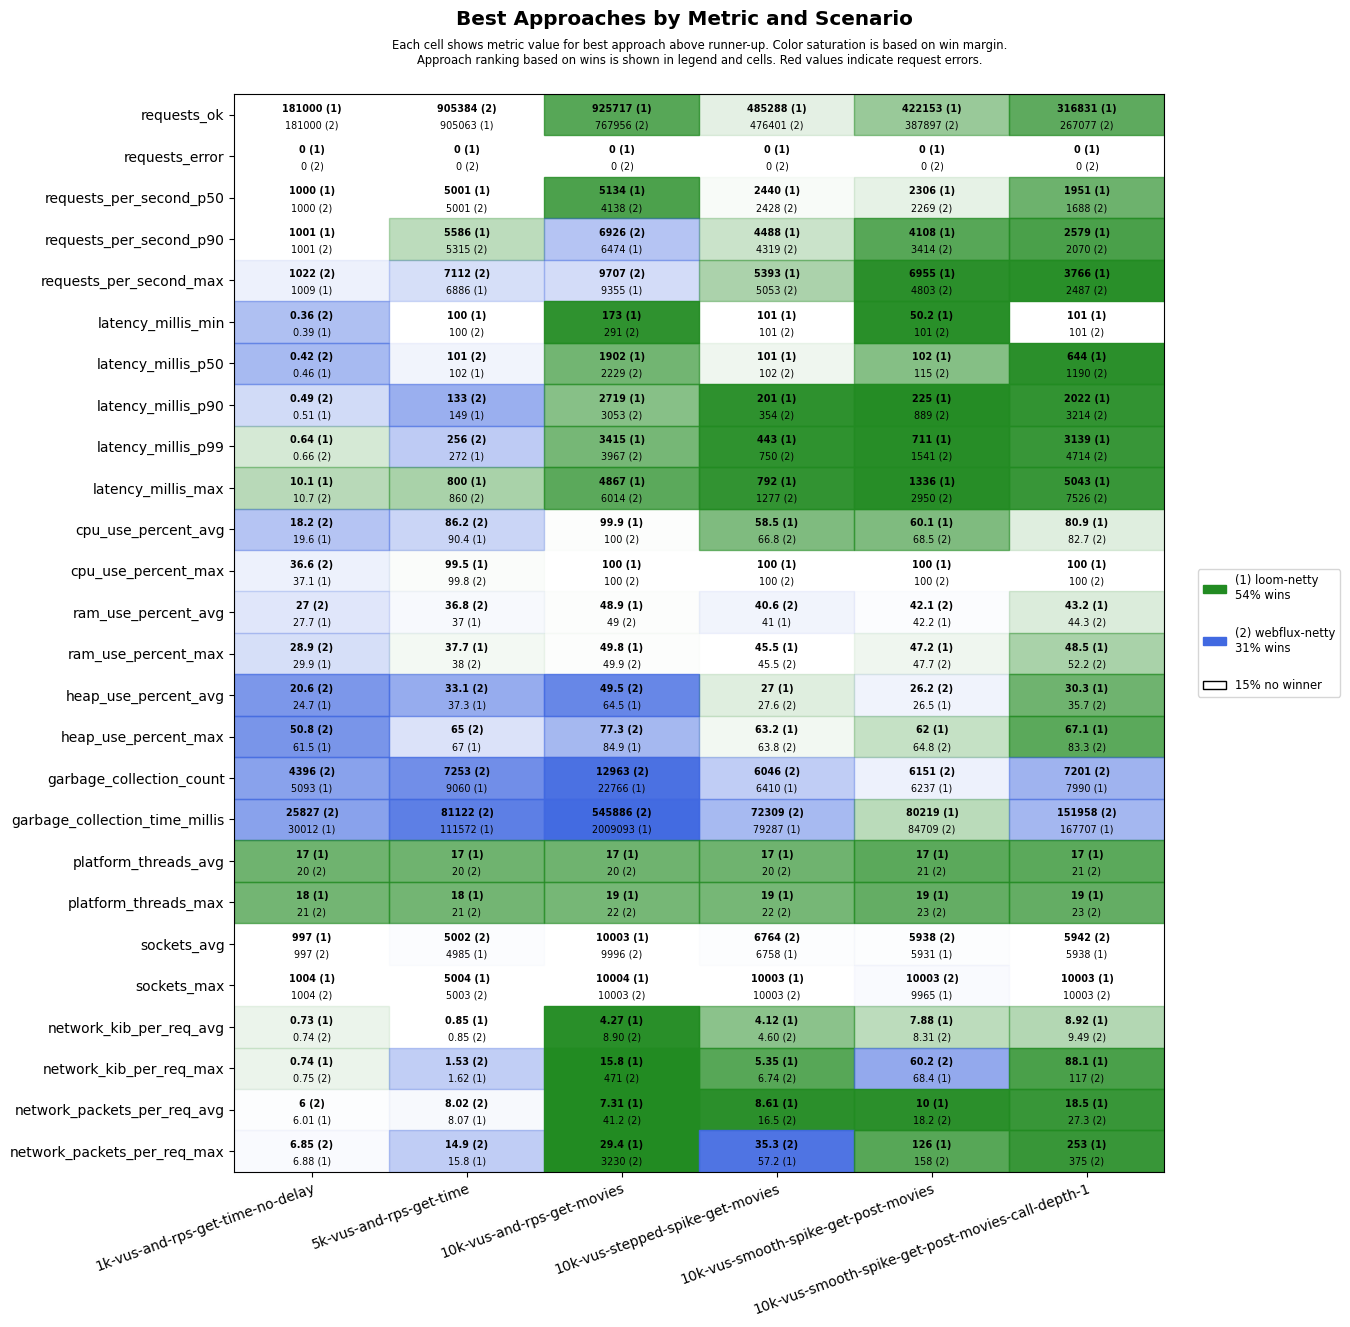 Best Approaches by Metric and Scenario
Each cell shows metric value for best approach above runner-up. Color saturation is based on win margin.
Approach ranking based on wins is shown in legend and cells. Red values indicate request errors.
requests_ok 181000 (1) 905384 (2) 925717 (1) 485288 (1) 422153 (1) 316831 (1)
181000 (2) 905063 (1) 767956 (2) 476401 (2) 387897 (2) 267077 (2)
requests_error 0 (1) 0 (1) 0 (1) 0 (1) 0 (1) 0 (1)
0 (2) 0 (2) 0 (2) 0 (2) 0 (2) 0 (2)
requests_per_second_p50 1000 (1) 5001 (1) 5134 (1) 2440 (1) 2306 (1) 1951 (1)
1000 (2) 5001 (2) 4138 (2) 2428 (2) 2269 (2) 1688 (2)
requests_per_second_p90 1001 (1) 5586 (1) 6926 (2) 4488 (1) 4108 (1) 2579 (1)
1001 (2) 5315 (2) 6474 (1) 4319 (2) 3414 (2) 2070 (2)
requests_per_second_max 1022 (2) 7112 (2) 9707 (2) 5393 (1) 6955 (1) 3766 (1)
1009 (1) 6886 (1) 9355 (1) 5053 (2) 4803 (2) 2487 (2)
latency_millis_min 0.36 (2) 100 (1) 173 (1) 101 (1) 50.2 (1) 101 (1)
0.39 (1) 100 (2) 291 (2) 101 (2) 101 (2) 101 (2)
latency_millis_p50 0.42 (2) 101 (2) 1902 (1) 101 (1) 102 (1) 644 (1)
0.46 (1) 102 (1) 2229 (2) 102 (2) 115 (2) 1190 (2)
latency_millis_p90 0.49 (2) 133 (2) 2719 (1) 201 (1) 225 (1) 2022 (1)
0.51 (1) 149 (1) 3053 (2) 354 (2) 889 (2) 3214 (2)
latency_millis_p99 0.64 (1) 256 (2) 3415 (1) 443 (1) 711 (1) 3139 (1)
0.66 (2) 272 (1) 3967 (2) 750 (2) 1541 (2) 4714 (2)
latency_millis_max 10.1 (1) 800 (1) 4867 (1) 792 (1) 1336 (1) 5043 (1)
10.7 (2) 860 (2) 6014 (2) 1277 (2) 2950 (2) 7526 (2)
cpu_use_percent_avg 18.2 (2) 86.2 (2) 99.9 (1) 58.5 (1) 60.1 (1) 80.9 (1)
19.6 (1) 90.4 (1) 100 (2) 66.8 (2) 68.5 (2) 82.7 (2)
cpu_use_percent_max 36.6 (2) 99.5 (1) 100 (1) 100 (1) 100 (1) 100 (1)
37.1 (1) 99.8 (2) 100 (2) 100 (2) 100 (2) 100 (2)
ram_use_percent_avg 27 (2) 36.8 (2) 48.9 (1) 40.6 (2) 42.1 (2) 43.2 (1)
27.7 (1) 37 (1) 49 (2) 41 (1) 42.2 (1) 44.3 (2)
ram_use_percent_max 28.9 (2) 37.7 (1) 49.8 (1) 45.5 (1) 47.2 (1) 48.5 (1)
29.9 (1) 38 (2) 49.9 (2) 45.5 (2) 47.7 (2) 52.2 (2)
heap_use_percent_avg 20.6 (2) 33.1 (2) 49.5 (2) 27 (1) 26.2 (2) 30.3 (1)
24.7 (1) 37.3 (1) 64.5 (1) 27.6 (2) 26.5 (1) 35.7 (2)
heap_use_percent_max 50.8 (2) 65 (2) 77.3 (2) 63.2 (1) 62 (1) 67.1 (1)
61.5 (1) 67 (1) 84.9 (1) 63.8 (2) 64.8 (2) 83.3 (2)
garbage_collection_count 4396 (2) 7253 (2) 12963 (2) 6046 (2) 6151 (2) 7201 (2)
5093 (1) 9060 (1) 22766 (1) 6410 (1) 6237 (1) 7990 (1)
garbage_collection_time_millis 25827 (2) 81122 (2) 545886 (2) 72309 (2) 80219 (1) 151958 (2)
30012 (1) 111572 (1) 2009093 (1) 79287 (1) 84709 (2) 167707 (1)
platform_threads_avg 17 (1) 17 (1) 17 (1) 17 (1) 17 (1) 17 (1)
20 (2) 20 (2) 20 (2) 20 (2) 21 (2) 21 (2)
platform_threads_max 18 (1) 18 (1) 19 (1) 19 (1) 19 (1) 19 (1)
21 (2) 21 (2) 22 (2) 22 (2) 23 (2) 23 (2)
sockets_avg 997 (1) 5002 (2) 10003 (1) 6764 (2) 5938 (2) 5942 (2)
997 (2) 4985 (1) 9996 (2) 6758 (1) 5931 (1) 5938 (1)
sockets_max 1004 (1) 5004 (1) 10004 (1) 10003 (1) 10003 (2) 10003 (1)
1004 (2) 5003 (2) 10003 (2) 10003 (2) 9965 (1) 10003 (2)
network_kib_per_req_avg 0.73 (1) 0.85 (1) 4.27 (1) 4.12 (1) 7.88 (1) 8.92 (1)
0.74 (2) 0.85 (2) 8.90 (2) 4.60 (2) 8.31 (2) 9.49 (2)
network_kib_per_req_max 0.74 (1) 1.53 (2) 15.8 (1) 5.35 (1) 60.2 (2) 88.1 (1)
0.75 (2) 1.62 (1) 471 (2) 6.74 (2) 68.4 (1) 117 (2)
network_packets_per_req_avg 6 (2) 8.02 (2) 7.31 (1) 8.61 (1) 10 (1) 18.5 (1)
6.01 (1) 8.07 (1) 41.2 (2) 16.5 (2) 18.2 (2) 27.3 (2)
network_packets_per_req_max 6.85 (2) 14.9 (2) 29.4 (1) 35.3 (2) 126 (1) 253 (1)
6.88 (1) 15.8 (1) 3230 (2) 57.2 (1) 158 (2) 375 (2)
1k-vus-and-rps-get-time-no-delay
5k-vus-and-rps-get-time
10k-vus-and-rps-get-movies
10k-vus-stepped-spike-get-movies
10k-vus-smooth-spike-get-post-movies
10k-vus-smooth-spike-get-post-movies-call-depth-1
(1) loom-netty
54% wins
(2) webflux-netty
31% wins
15% no winner